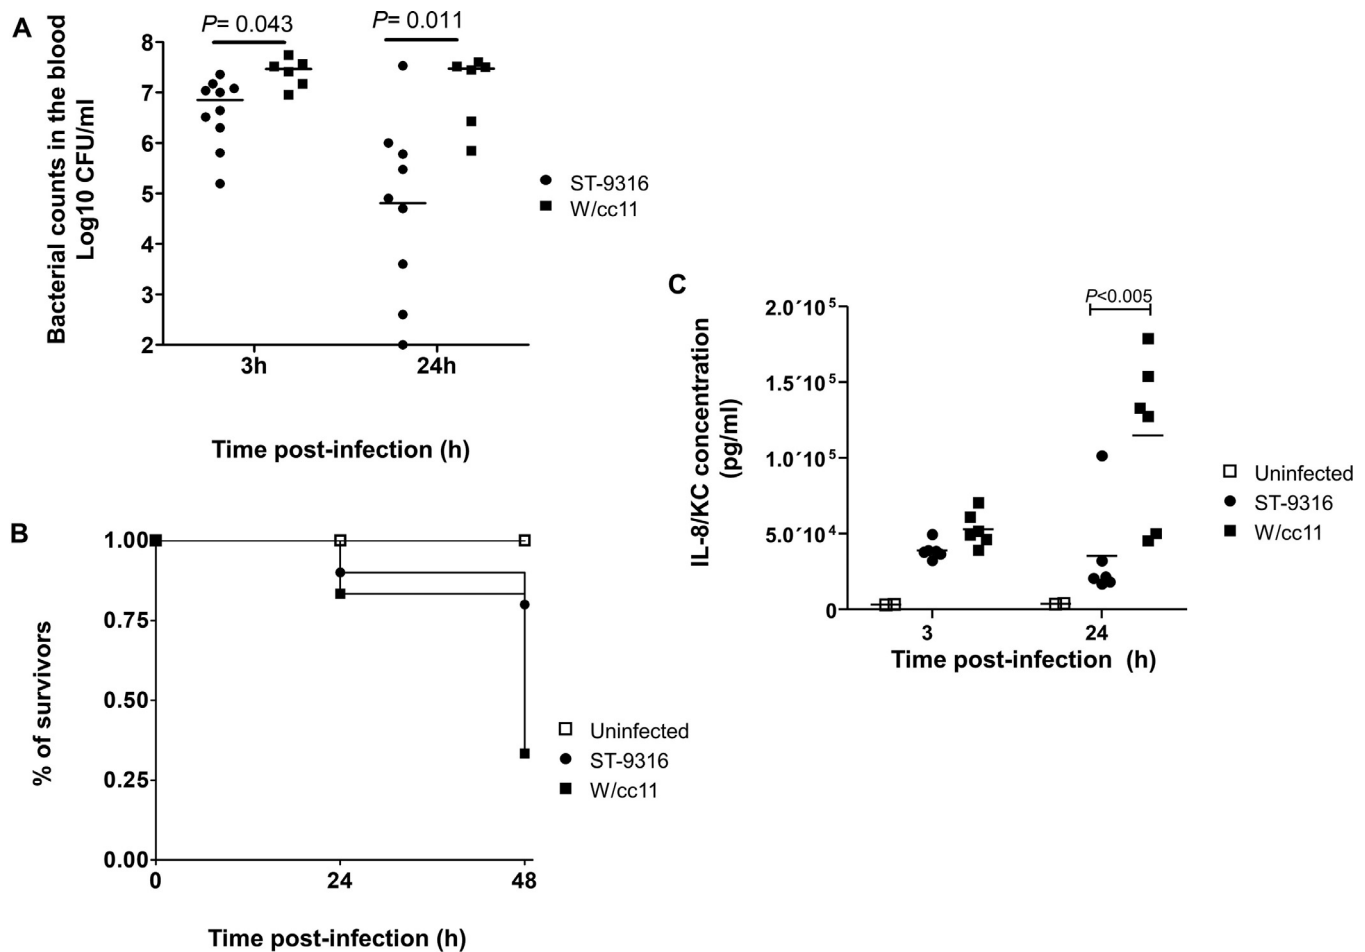 A
P= 0.043
P= 0.011
Bacterial counts in the blood
Log10 CFU/ml
8
7
6
5
4
3
2
3h
24h
Time post-infection (h)
ST-9316
W/cc11
B
% of survivors
1.00
0.75
0.50
0.25
0.00
0
24
48
Time post-infection (h)
Uninfected
ST-9316
W/cc11
C
P<0.005
IL-8/KC concentration
(pg/ml)
2.0´10⁵
1.5´10⁵
1.0´10⁵
5.0´10⁴
0
3
24
Time post-infection (h)
Uninfected
ST-9316
W/cc11